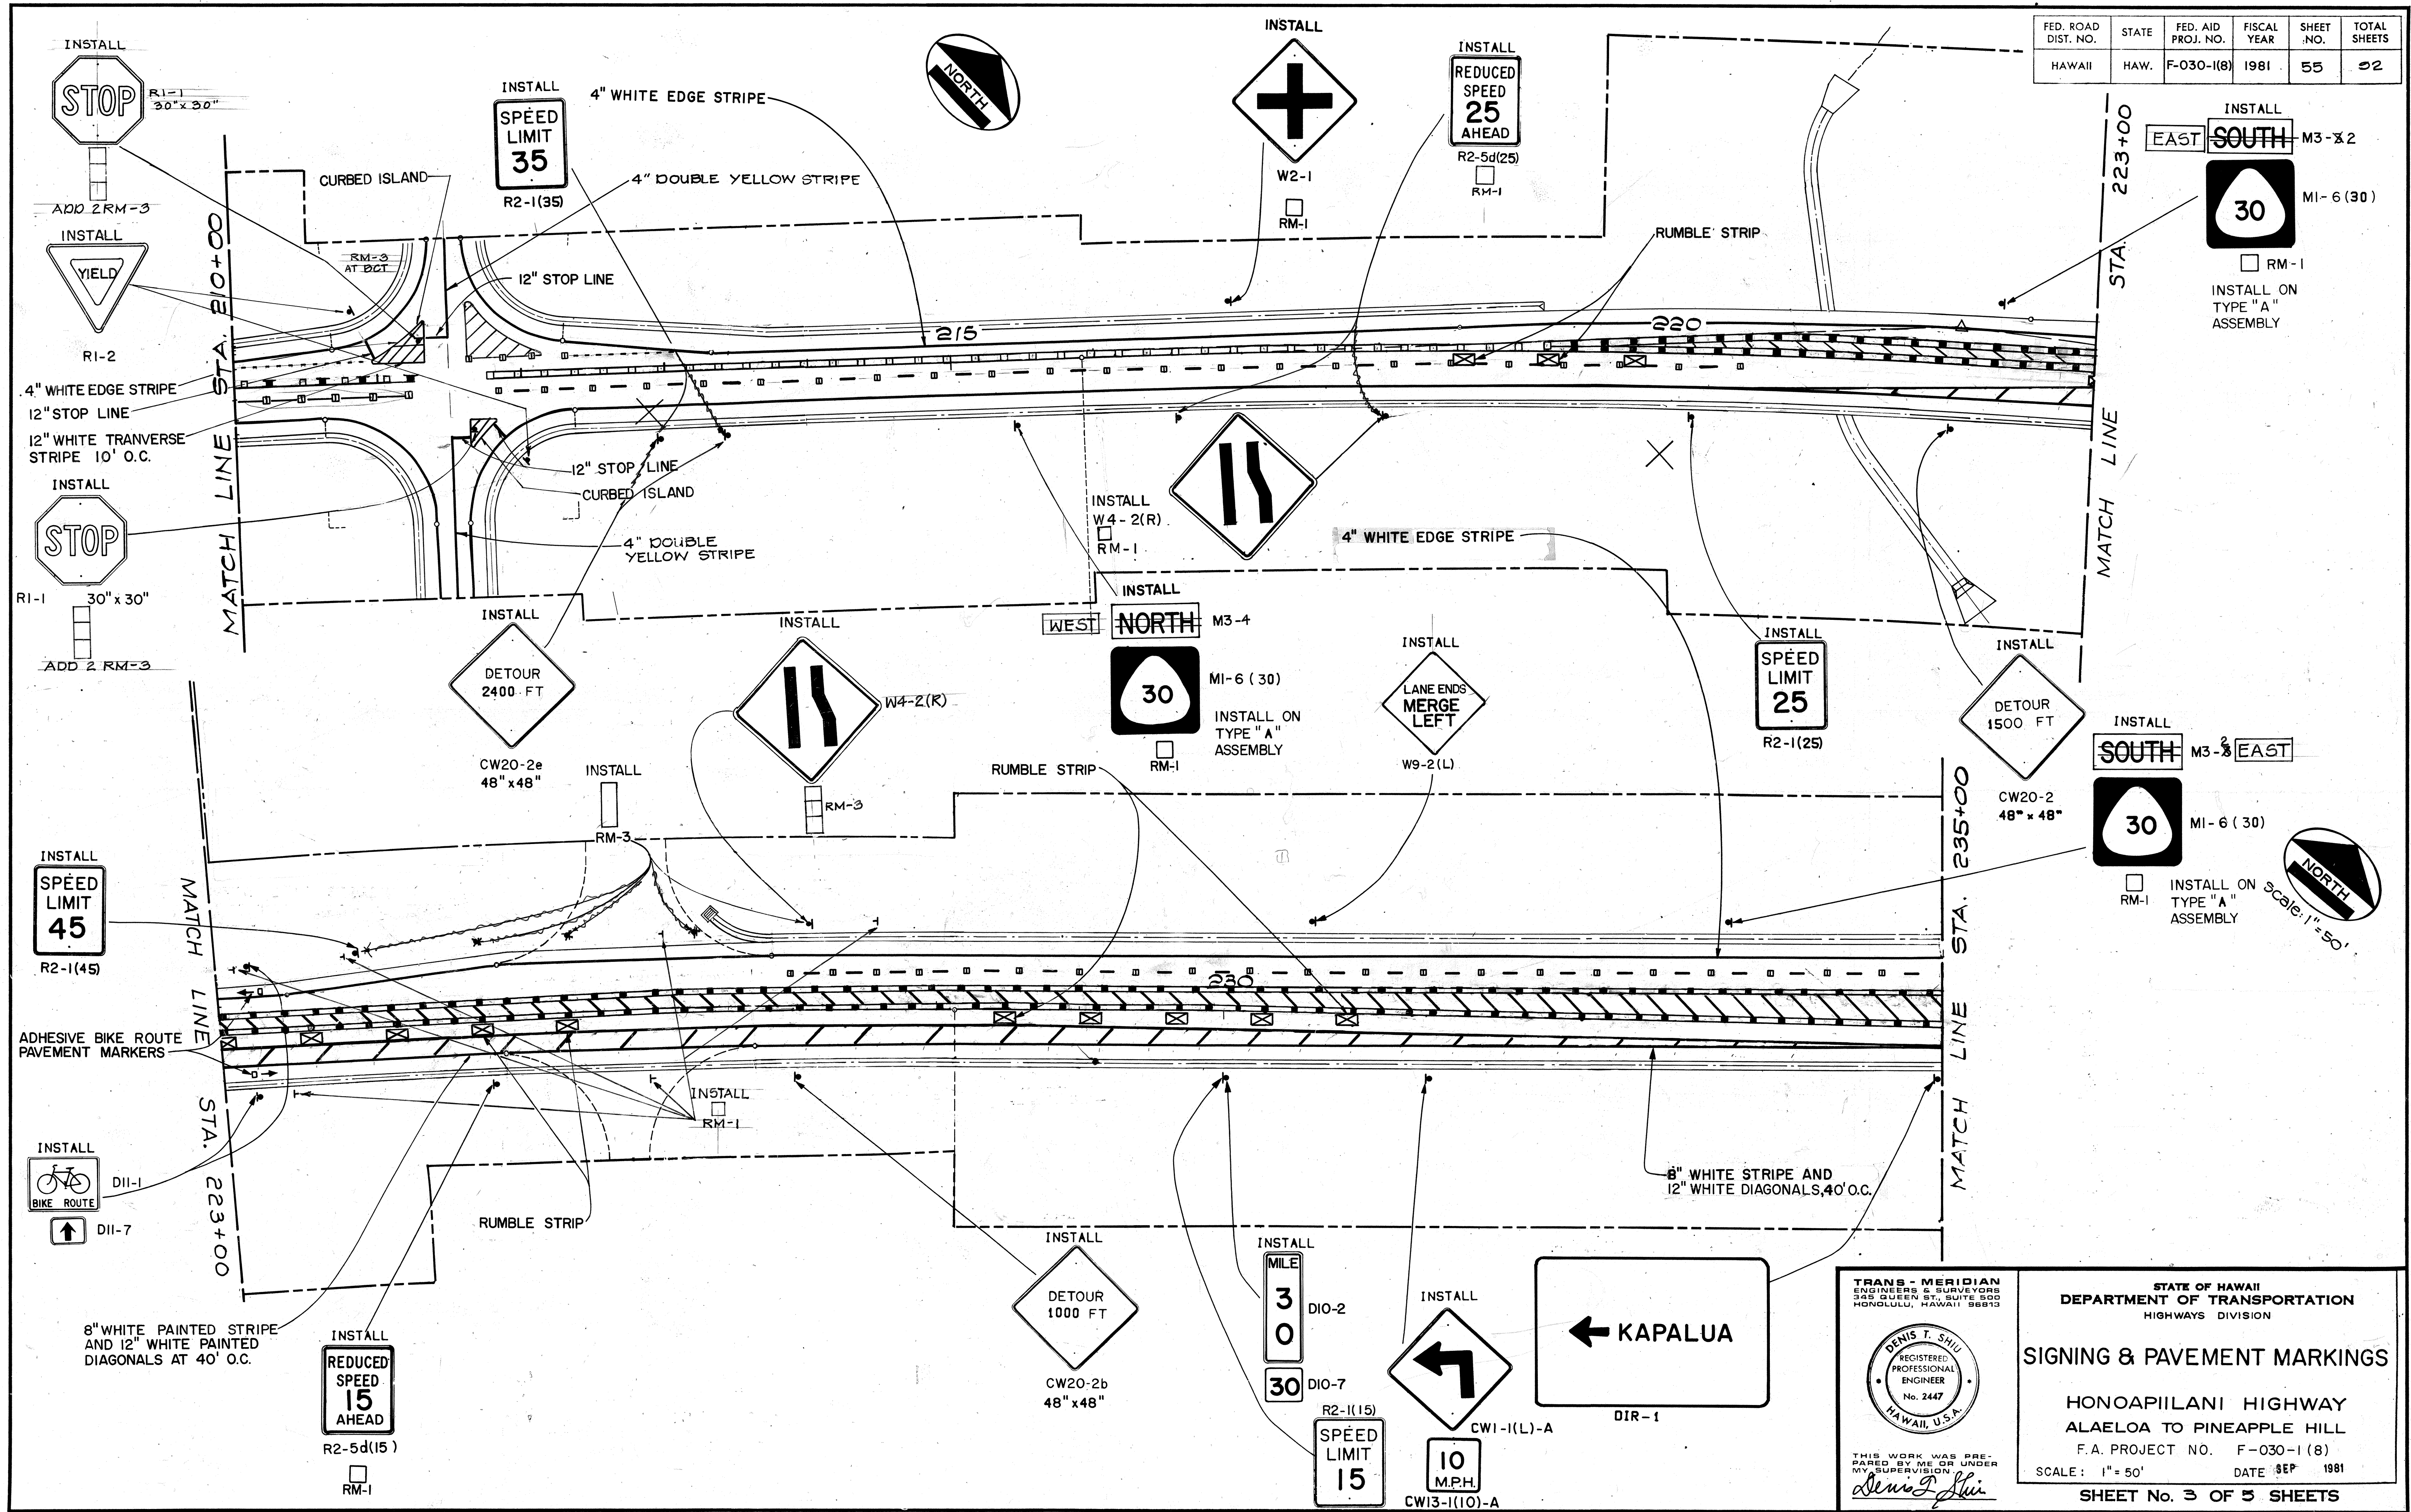 FED. ROAD DIST. NO.
STATE
FED. AID PROJ. NO.
FISCAL YEAR
SHEET NO.
TOTAL SHEETS
HAWAII
HAW.
F-030-1(8)
1981
55
INSTALL
STOP
R1-1
30"x30"
ADD 2RM-3
INSTALL
YIELD
R1-2
4" WHITE EDGE STRIPE
12" STOP LINE
12" WHITE TRANVERSE
STRIPE 10' O.C.
INSTALL
STOP
R1-1 30"x30"
ADD 2 RM-3
MATCH LINE STA. 210+00
CURBED ISLAND
RM-3
AT BCT
INSTALL
SPEED
LIMIT
35
R2-1(35)
4" WHITE EDGE STRIPE
4" DOUBLE YELLOW STRIPE
12" STOP LINE
NORTH
INSTALL
W2-1
RM-1
INSTALL
REDUCED
SPEED
25
AHEAD
R2-5d(25)
RM-1
RUMBLE STRIP
215
220
MATCH LINE STA. 223+00
INSTALL
EAST SOUTH M3-2
30
M1-6(30)
RM-1
INSTALL ON
TYPE "A"
ASSEMBLY
12" STOP LINE
CURBED ISLAND
4" DOUBLE
YELLOW STRIPE
INSTALL
W4-2(R)
RM-1
4" WHITE EDGE STRIPE
INSTALL
DETOUR
2400 FT
CW20-2e
48"x48"
INSTALL
W4-2(R)
RM-3
INSTALL
WEST NORTH M3-4
30
M1-6 (30)
INSTALL ON
TYPE "A"
ASSEMBLY
RM-1
INSTALL
LANE ENDS
MERGE
LEFT
W9-2(L)
INSTALL
SPEED
LIMIT
25
R2-1(25)
INSTALL
DETOUR
1500 FT
CW20-2
48" x 48"
INSTALL
SOUTH M3-2 EAST
30
M1-6 (30)
RM-1
INSTALL ON
TYPE "A"
ASSEMBLY
NORTH
Scale: 1"=50'
INSTALL
RM-3
RUMBLE STRIP
INSTALL
SPEED
LIMIT
45
R2-1(45)
MATCH LINE STA. 223+00
ADHESIVE BIKE ROUTE
PAVEMENT MARKERS
230
MATCH LINE STA. 235+00
INSTALL
RM-1
INSTALL
BIKE ROUTE
D11-1
D11-7
RUMBLE STRIP
8" WHITE STRIPE AND
12" WHITE DIAGONALS, 40' O.C.
8" WHITE PAINTED STRIPE
AND 12" WHITE PAINTED
DIAGONALS AT 40' O.C.
INSTALL
REDUCED
SPEED
15
AHEAD
R2-5d(15)
RM-1
INSTALL
DETOUR
1000 FT
CW20-2b
48"x48"
INSTALL
MILE
3
0
D10-2
30
D10-7
R2-1(15)
SPEED
LIMIT
15
INSTALL
CW1-1(L)-A
10
M.P.H.
CW13-1(10)-A
KAPALUA
DIR-1
TRANS-MERIDIAN
ENGINEERS & SURVEYORS
345 QUEEN ST., SUITE 500
HONOLULU, HAWAII 96813
DENIS T. SHIU
REGISTERED
PROFESSIONAL
ENGINEER
No. 2447
HAWAII, U.S.A.
THIS WORK WAS PRE-
PARED BY ME OR UNDER
MY SUPERVISION
Denis T. Shiu
STATE OF HAWAII
DEPARTMENT OF TRANSPORTATION
HIGHWAYS DIVISION
SIGNING & PAVEMENT MARKINGS
HONOAPIILANI HIGHWAY
ALAELOA TO PINEAPPLE HILL
F.A. PROJECT NO. F-030-1(8)
SCALE: 1" = 50' DATE SEP 1981
SHEET No. 3 OF 5 SHEETS